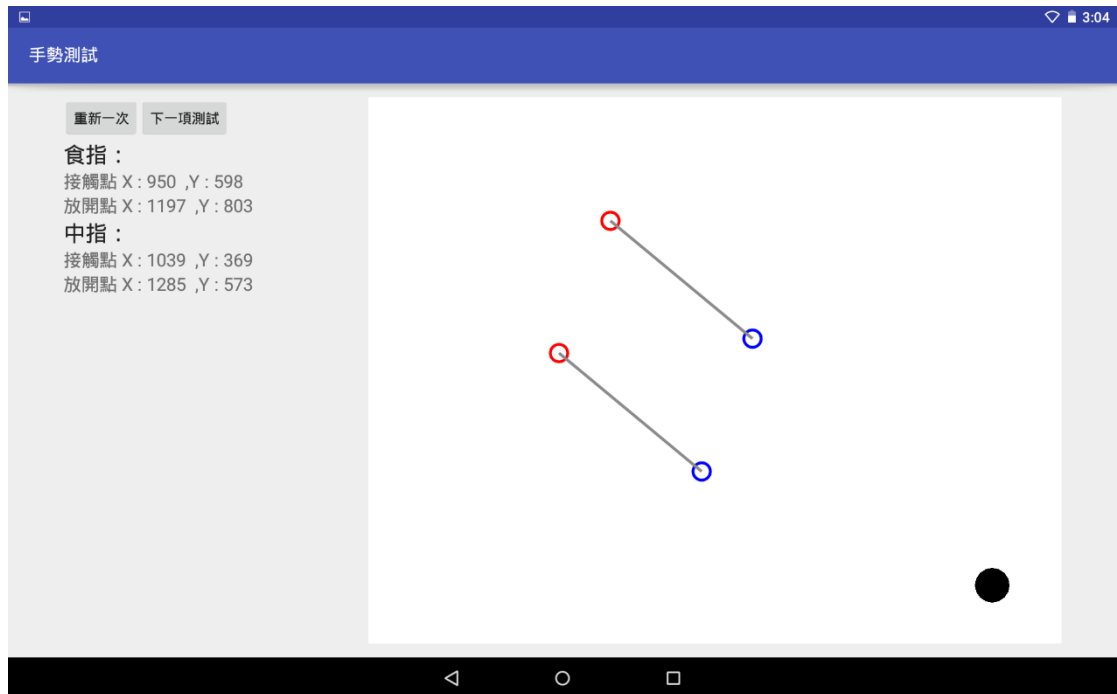 3:04
手勢測試
重新一次 下一項測試
食指：
接觸點 X : 950 ,Y : 598
放開點 X : 1197 ,Y : 803
中指：
接觸點 X : 1039 ,Y : 369
放開點 X : 1285 ,Y : 573